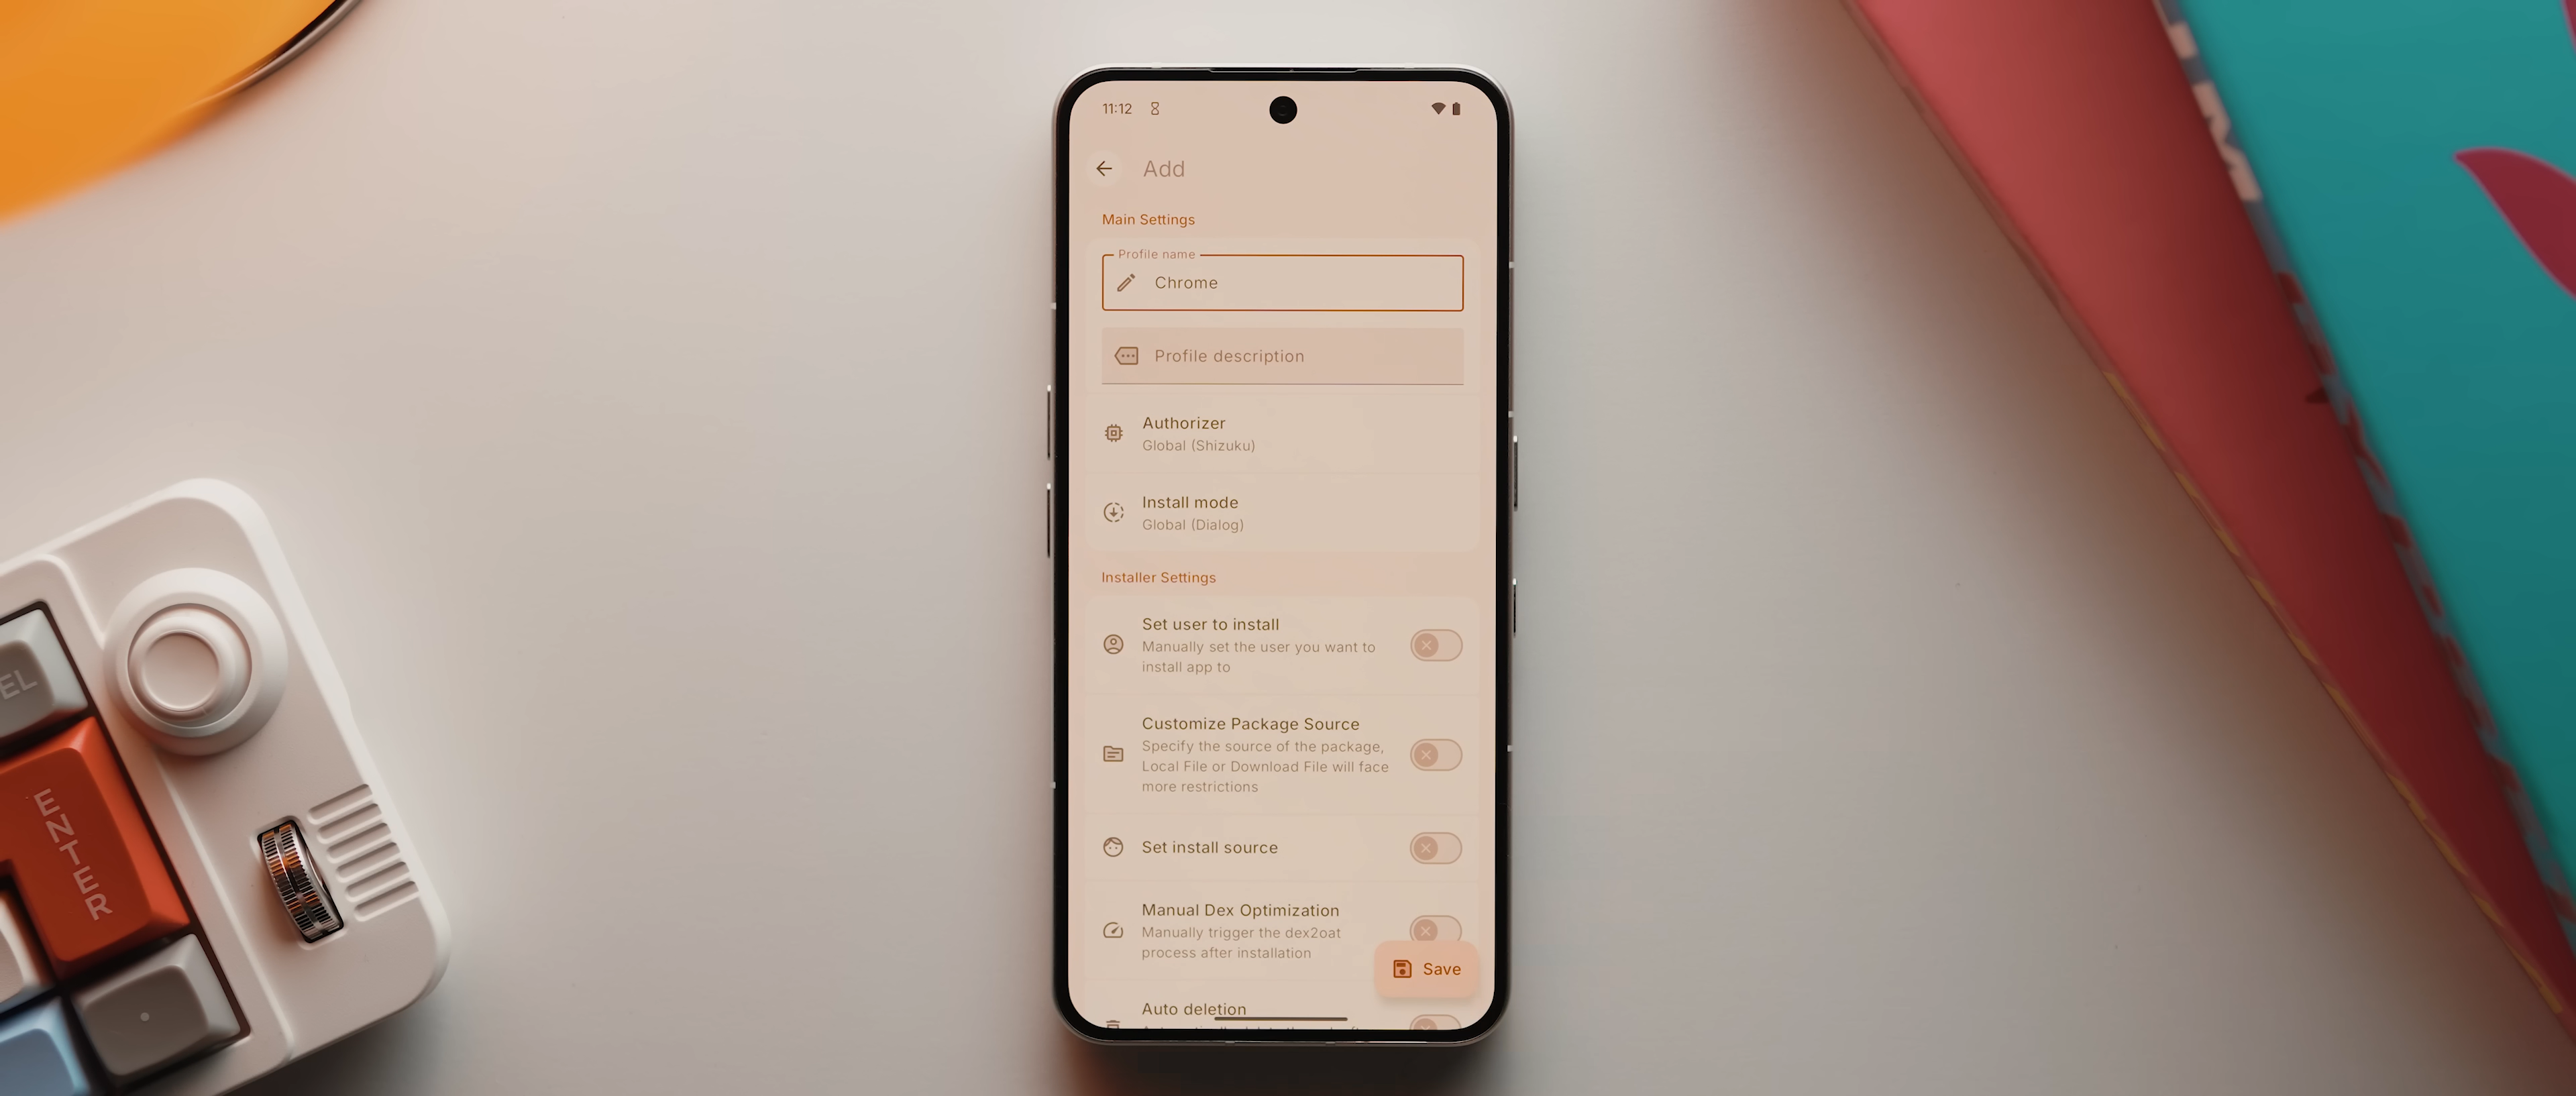 11:12
Add
Main Settings
Profile name
Chrome
Profile description
Authorizer
Global (Shizuku)
Install mode
Global (Dialog)
Installer Settings
Set user to install
Manually set the user you want to
install app to
Customize Package Source
Specify the source of the package,
Local File or Download File will face
more restrictions
Set install source
Manual Dex Optimization
Manually trigger the dex2oat
process after installation
Save
Auto deletion
EL
ENTER